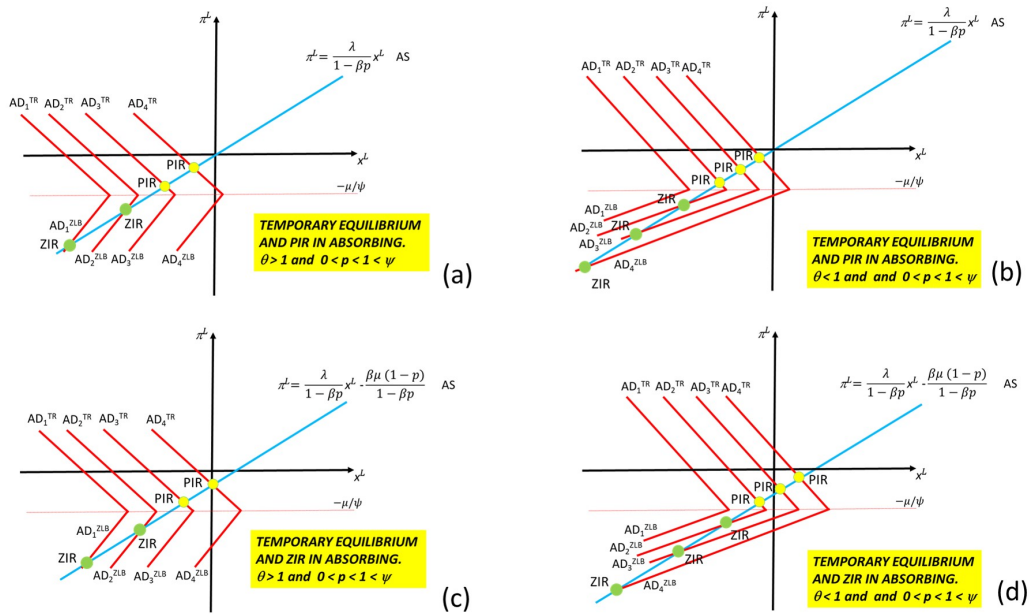 π^L
π^L = λ / (1 − βp) x^L AS
AD₁^TR AD₂^TR AD₃^TR AD₄^TR
x^L
PIR
PIR
−μ/ψ
AD₁^ZLB
ZIR
ZIR
AD₂^ZLB AD₃^ZLB AD₄^ZLB
TEMPORARY EQUILIBRIUM
AND PIR IN ABSORBING.
θ > 1 and 0 < p < 1 < ψ
(a)
π^L
π^L = λ / (1 − βp) x^L AS
AD₁^TR AD₂^TR AD₃^TR AD₄^TR
x^L
PIR
PIR
PIR
−μ/ψ
ZIR
AD₁^ZLB
AD₂^ZLB
ZIR
AD₃^ZLB
AD₄^ZLB
ZIR
TEMPORARY EQUILIBRIUM
AND PIR IN ABSORBING.
θ < 1 and and 0 < p < 1 < ψ
(b)
π^L
π^L = λ / (1 − βp) x^L - βμ (1 − p) / (1 − βp) AS
AD₁^TR AD₂^TR AD₃^TR AD₄^TR
x^L
PIR
PIR
−μ/ψ
AD₁^ZLB
ZIR
ZIR
AD₂^ZLB AD₃^ZLB AD₄^ZLB
TEMPORARY EQUILIBRIUM
AND ZIR IN ABSORBING.
θ > 1 and 0 < p < 1 < ψ
(c)
π^L
π^L = λ / (1 − βp) x^L - βμ (1 − p) / (1 − βp) AS
AD₁^TR AD₂^TR AD₃^TR AD₄^TR
x^L
PIR
PIR
PIR
−μ/ψ
AD₁^ZLB
ZIR
AD₂^ZLB
AD₃^ZLB
ZIR
ZIR
AD₄^ZLB
TEMPORARY EQUILIBRIUM
AND ZIR IN ABSORBING.
θ < 1 and and 0 < p < 1 < ψ
(d)